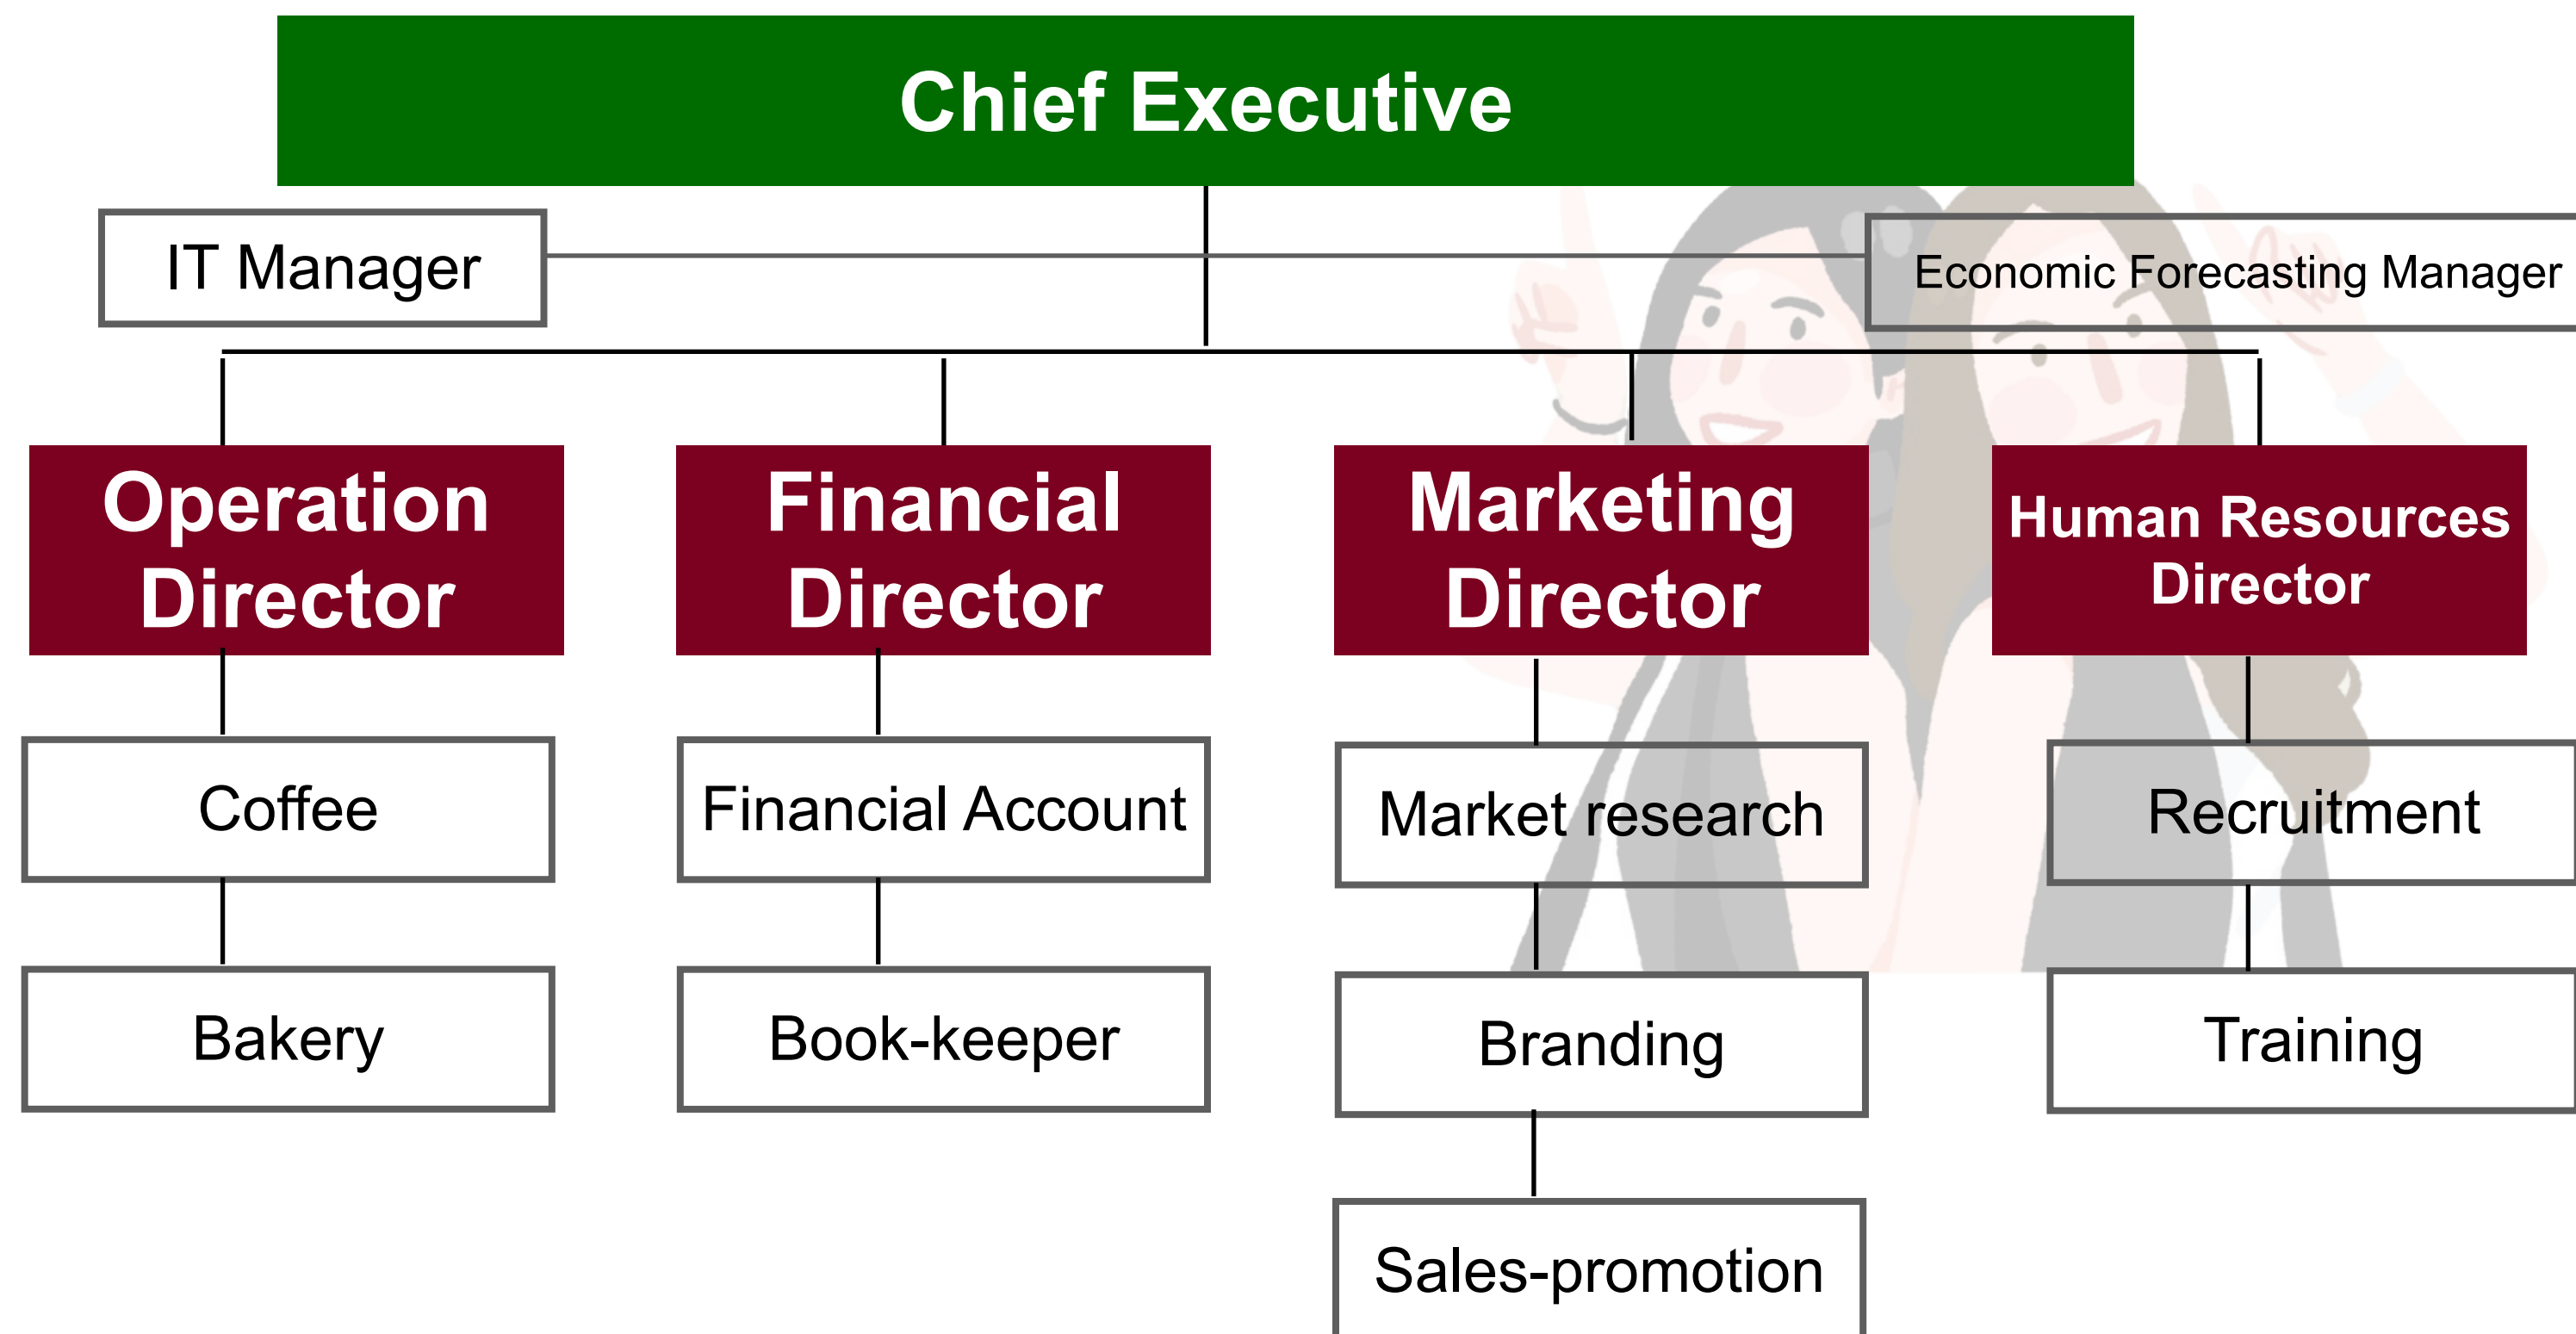 Chief Executive
IT Manager
Economic Forecasting Manager
Operation
Director
Financial
Director
Marketing
Director
Human Resources
Director
Coffee
Financial Account
Market research
Recruitment
Bakery
Book-keeper
Branding
Training
Sales-promotion